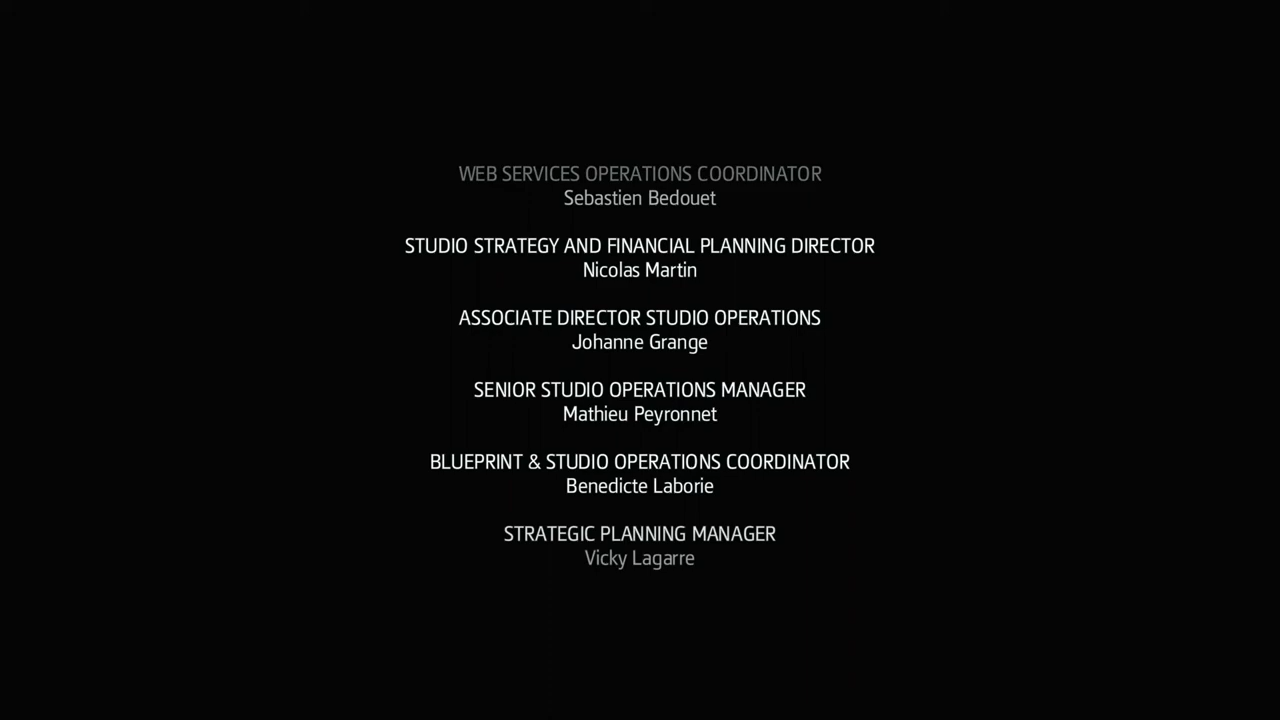 WEB SERVICES OPERATIONS COORDINATOR
Sebastien Bedouet
STUDIO STRATEGY AND FINANCIAL PLANNING DIRECTOR
Nicolas Martin
ASSOCIATE DIRECTOR STUDIO OPERATIONS
Johanne Grange
SENIOR STUDIO OPERATIONS MANAGER
Mathieu Peyronnet
BLUEPRINT & STUDIO OPERATIONS COORDINATOR
Benedicte Laborie
STRATEGIC PLANNING MANAGER
Vicky Lagarre